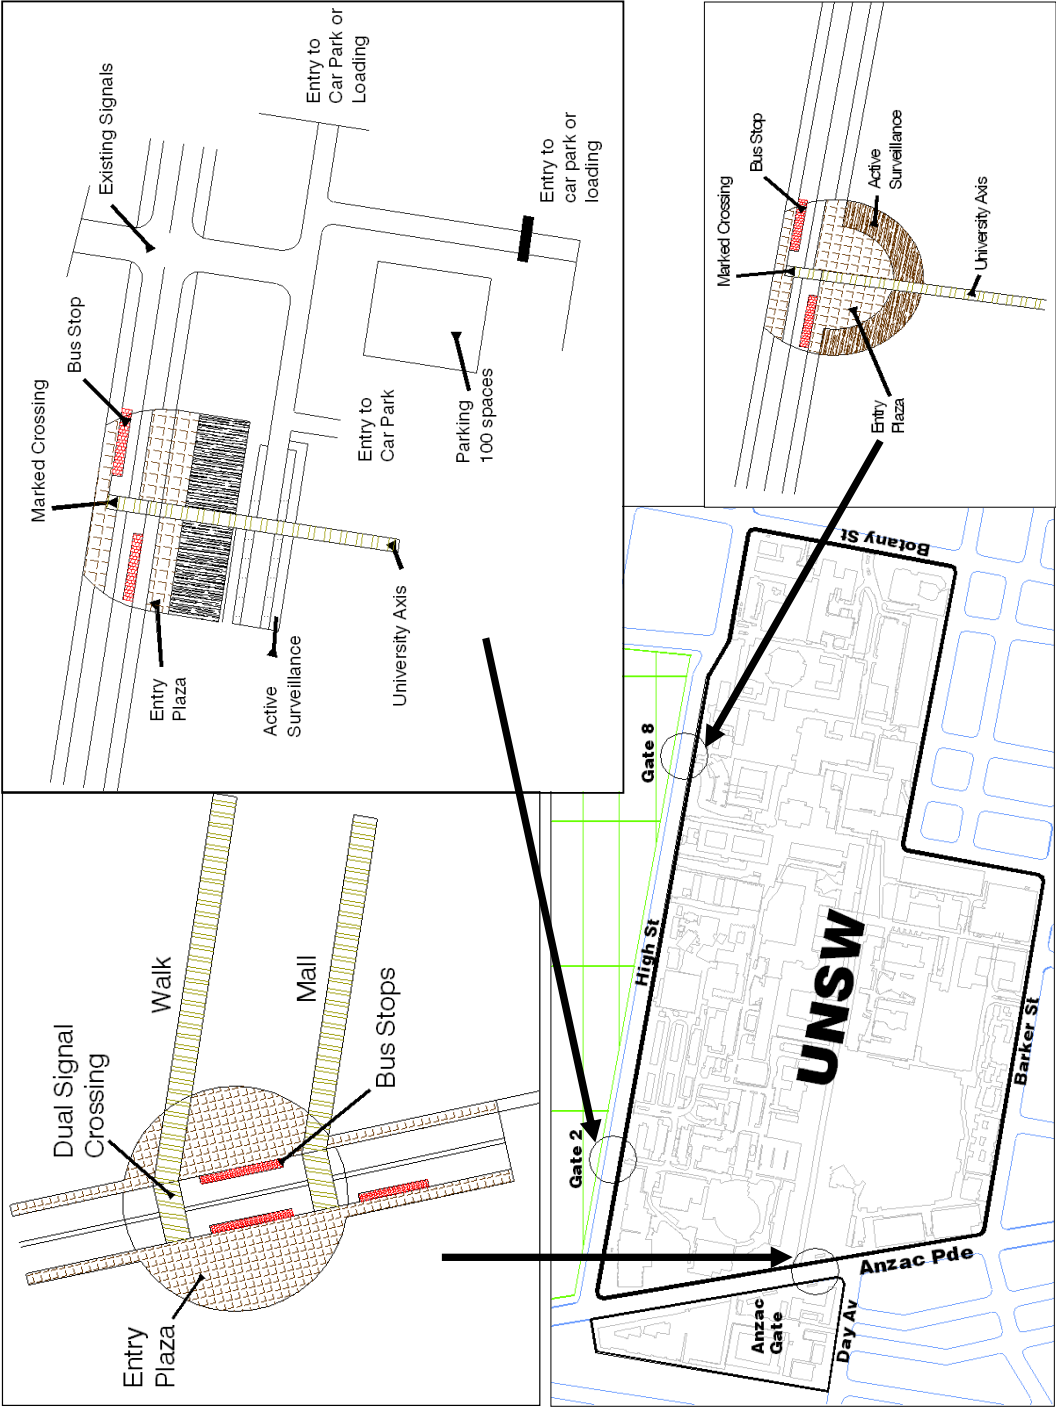 Existing Signals
Entry to
Car Park or
Loading
Bus Stop
Marked Crossing
Entry to
car park or
loading
Entry to
Car Park
Parking
100 spaces
Entry
Plaza
Active
Surveillance
University Axis
Marked Crossing
Bus Stop
Active
Surveillance
University Axis
Entry
Plaza
Dual Signal
Crossing
Walk
Mall
Bus Stops
Entry
Plaza
Gate 8
Botany St
High St
UNSW
Gate 2
Barker St
Anzac Pde
Anzac
Gate
Day Av